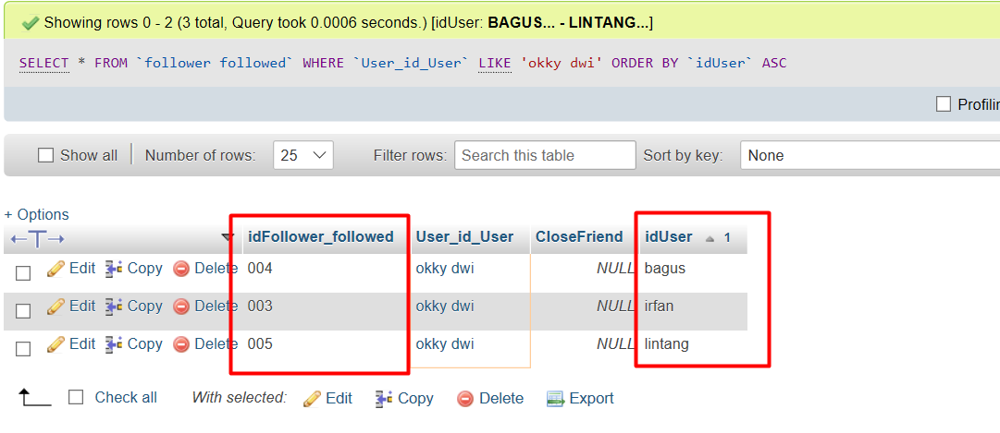 Showing rows 0 - 2 (3 total, Query took 0.0006 seconds.) [idUser: BAGUS... - LINTANG...]
SELECT * FROM `follower followed` WHERE `User_id_User` LIKE 'okky dwi' ORDER BY `idUser` ASC
Profilin
Show all Number of rows: 25 Filter rows: Search this table Sort by key: None
+ Options
idFollower_followed User_id_User CloseFriend idUser 1
Edit Copy Delete 004 okky dwi NULL bagus
Edit Copy Delete 003 okky dwi NULL irfan
Edit Copy Delete 005 okky dwi NULL lintang
Check all With selected: Edit Copy Delete Export